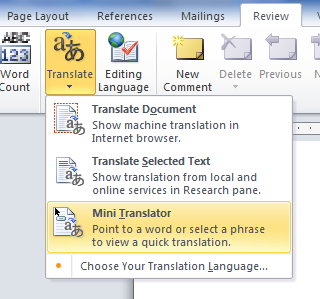 Page Layout References Mailings Review
ABC
123
Word
Count
Translate
Editing
Language
New
Comment
Delete
Previous
Translate Document
Show machine translation in
Internet browser.
Translate Selected Text
Show translation from local and
online services in Research pane.
Mini Translator
Point to a word or select a phrase
to view a quick translation.
Choose Your Translation Language...